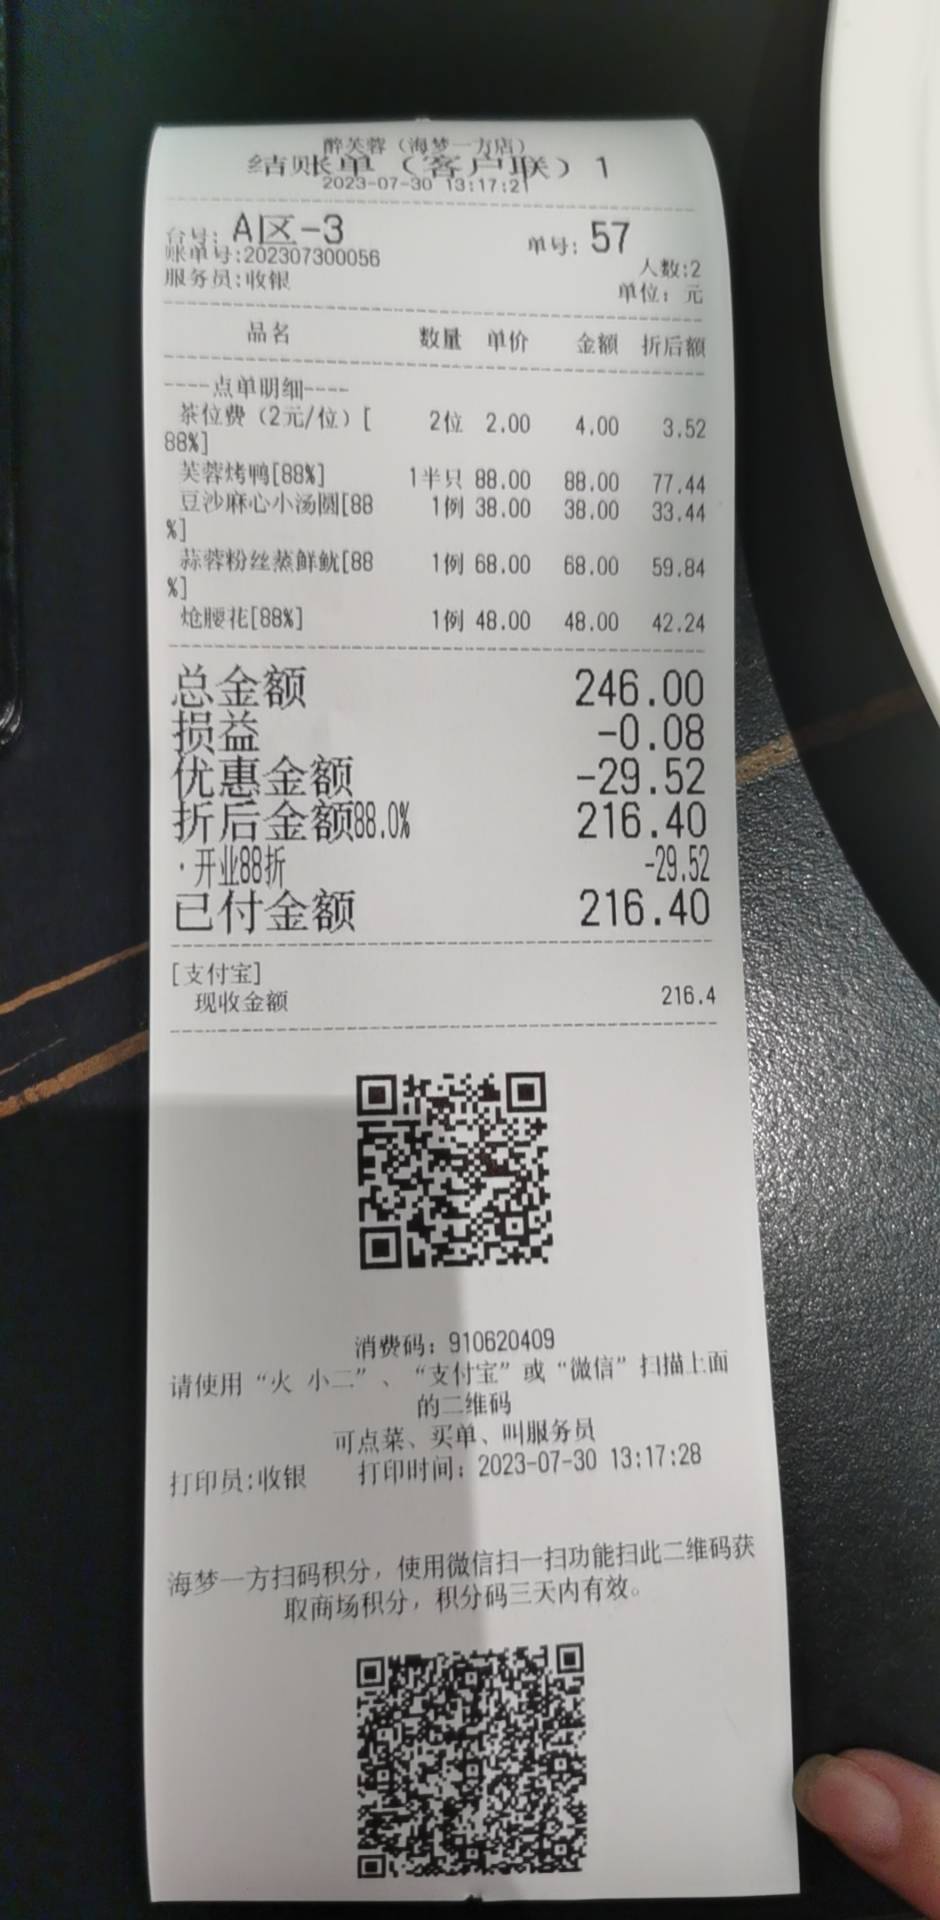 醉芙蓉（海梦一方店）
结账单（客户联）1
2023-07-30 13:17:21
台号: A区-3 单号: 57
账单号:202307300056
人数:2
服务员:收银
单位: 元
品名 数量 单价 金额 折后额
----点单明细----
茶位费（2元/位）[ 2位 2.00 4.00 3.52
88%]
芙蓉烤鸭[88%] 1半只 88.00 88.00 77.44
豆沙麻心小汤圆[88 1例 38.00 38.00 33.44
%]
蒜蓉粉丝蒸鲜鱿[88 1例 68.00 68.00 59.84
%]
炝腰花[88%] 1例 48.00 48.00 42.24
总金额 246.00
损益 -0.08
优惠金额 -29.52
折后金额88.0% 216.40
·开业88折 -29.52
已付金额 216.40
[支付宝]
现收金额 216.4
消费码: 910620409
请使用“火 小二”、“支付宝”或“微信”扫描上面
的二维码
可点菜、买单、叫服务员
打印员:收银 打印时间: 2023-07-30 13:17:28
海梦一方扫码积分，使用微信扫一扫功能扫此二维码获
取商场积分，积分码三天内有效。